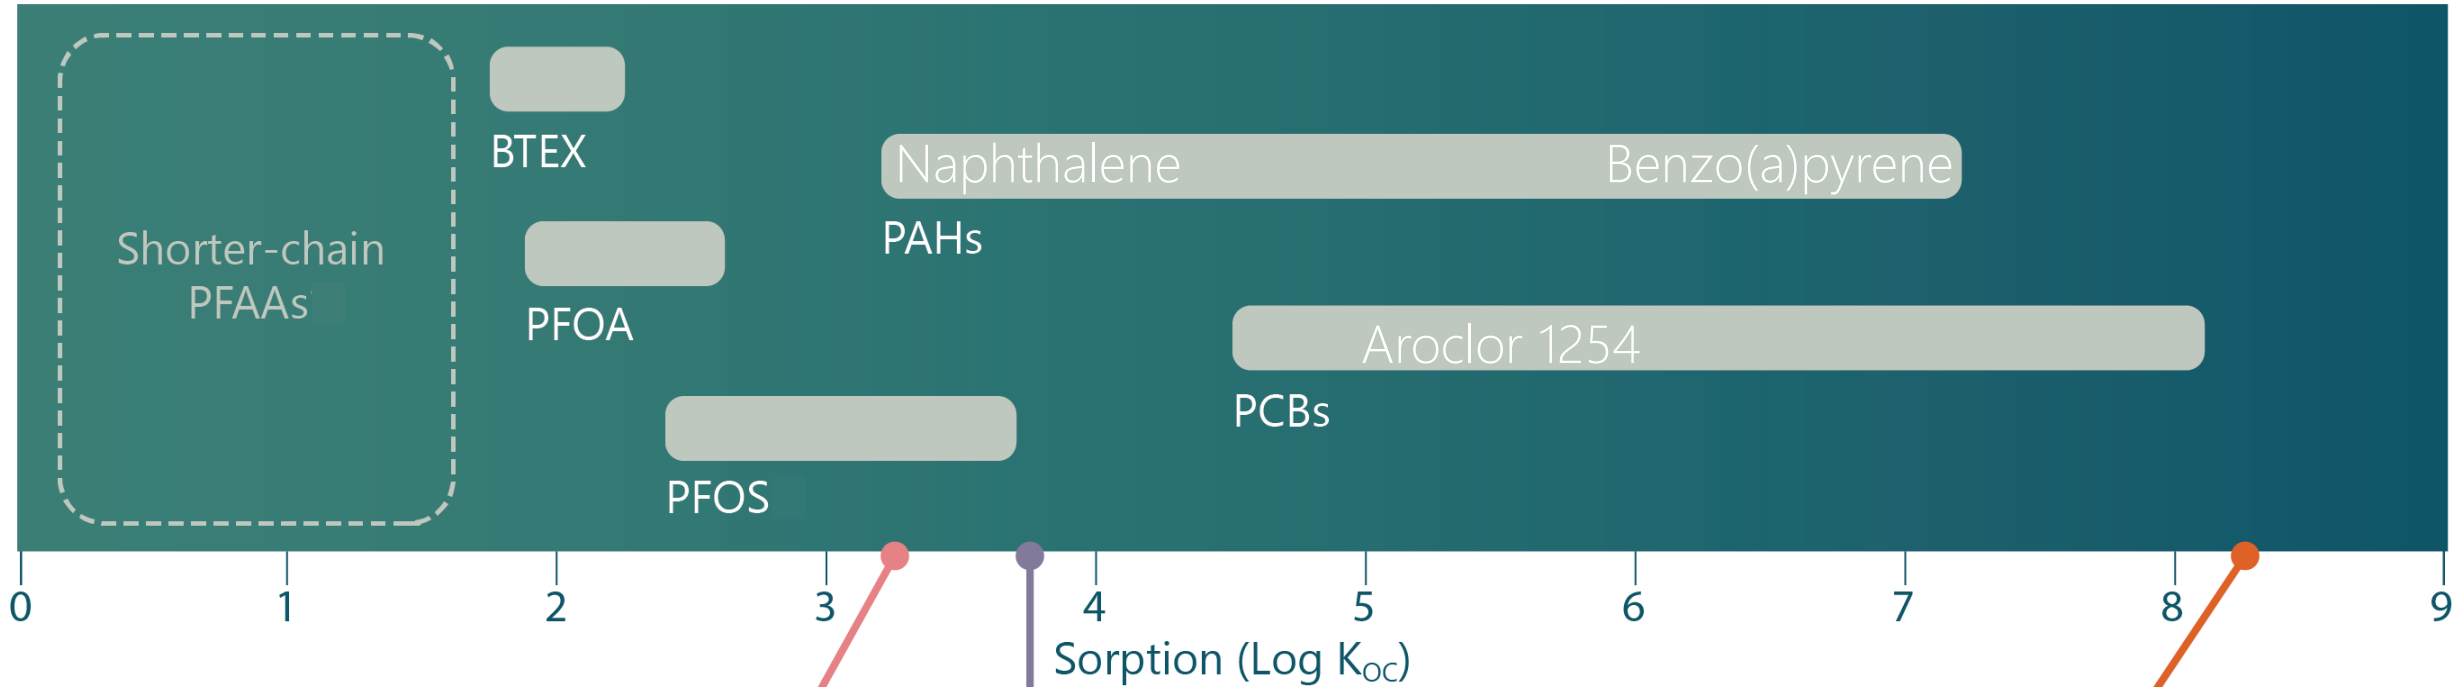 BTEX
Naphthalene Benzo(a)pyrene
PAHs
Shorter-chain
PFAAs
PFOA
Aroclor 1254
PCBs
PFOS
0 1 2 3 4 5 6 7 8 9
Sorption (Log KOC)